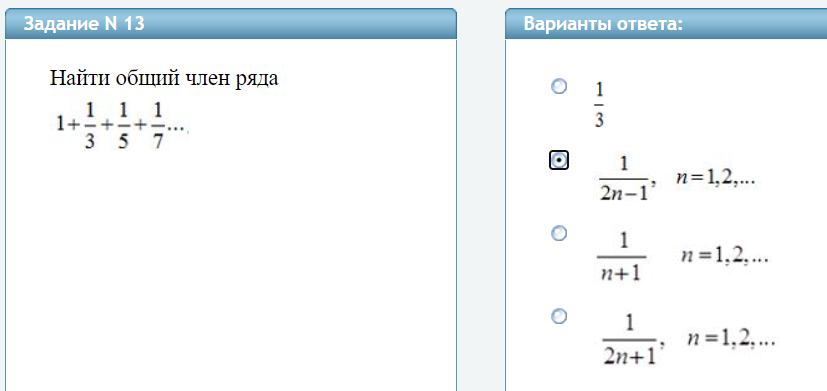 Задание N 13
Найти общий член ряда
1+1/3+1/5+1/7...
Варианты ответа:
1/3
1/(2n−1), n=1,2,...
1/(n+1) n=1,2,...
1/(2n+1), n=1,2,...